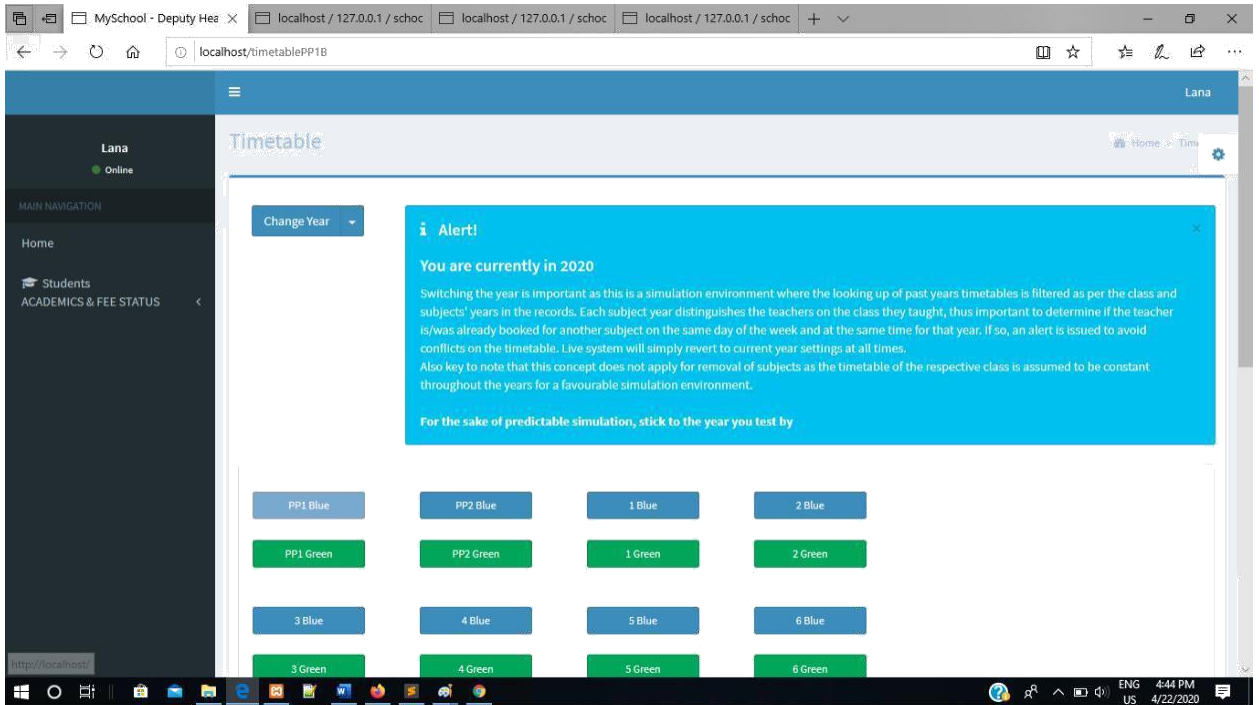 MySchool - Deputy Hea
localhost / 127.0.0.1 / schoc
localhost / 127.0.0.1 / schoc
localhost / 127.0.0.1 / schoc
localhost/timetablePP1B
Lana
Lana
Online
Timetable
Home > Tim
MAIN NAVIGATION
Home
Students
ACADEMICS & FEE STATUS
Change Year
i Alert!
You are currently in 2020
Switching the year is important as this is a simulation environment where the looking up of past years timetables is filtered as per the class and
subjects' years in the records. Each subject year distinguishes the teachers on the class they taught, thus important to determine if the teacher
is/was already booked for another subject on the same day of the week and at the same time for that year. If so, an alert is issued to avoid
conflicts on the timetable. Live system will simply revert to current year settings at all times.
Also key to note that this concept does not apply for removal of subjects as the timetable of the respective class is assumed to be constant
throughout the years for a favourable simulation environment.
For the sake of predictable simulation, stick to the year you test by
PP1 Blue PP2 Blue 1 Blue 2 Blue
PP1 Green PP2 Green 1 Green 2 Green
3 Blue 4 Blue 5 Blue 6 Blue
3 Green 4 Green 5 Green 6 Green
http://localhost/
ENG 4:44 PM
US 4/22/2020